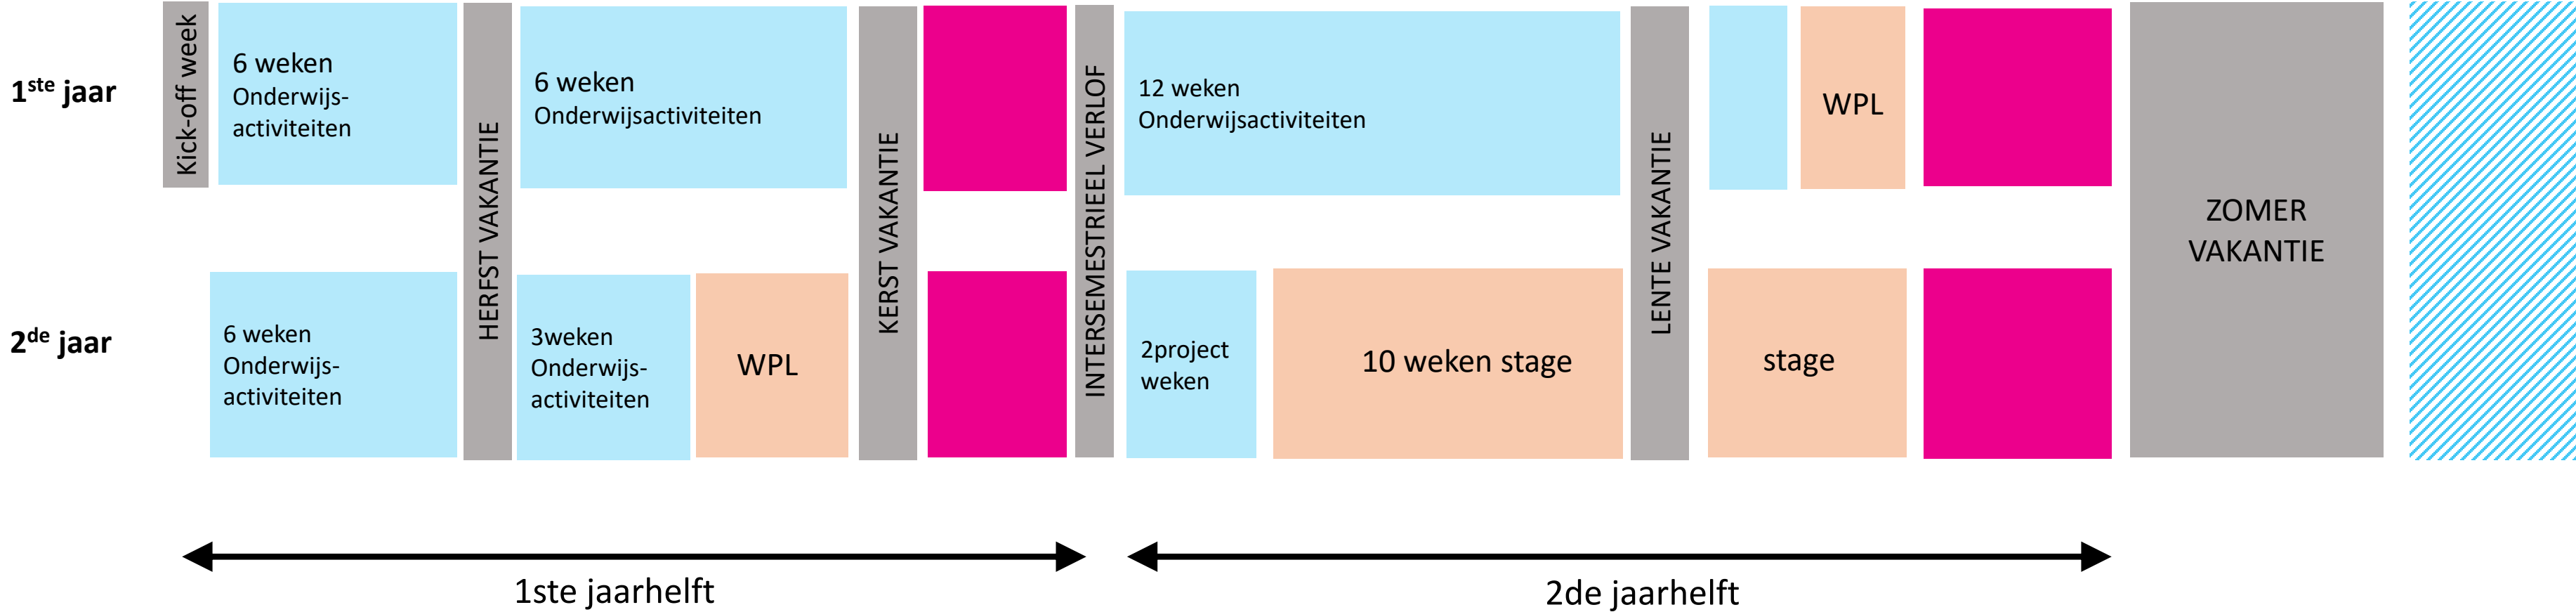 1ste jaar
Kick-off week
6 weken
Onderwijs-
activiteiten
HERFST VAKANTIE
6 weken
Onderwijsactiviteiten
KERST VAKANTIE
INTERSEMESTRIEEL VERLOF
12 weken
Onderwijsactiviteiten
LENTE VAKANTIE
WPL
ZOMER
VAKANTIE
2de jaar
6 weken
Onderwijs-
activiteiten
3weken
Onderwijs-
activiteiten
WPL
2project
weken
10 weken stage
stage
1ste jaarhelft
2de jaarhelft